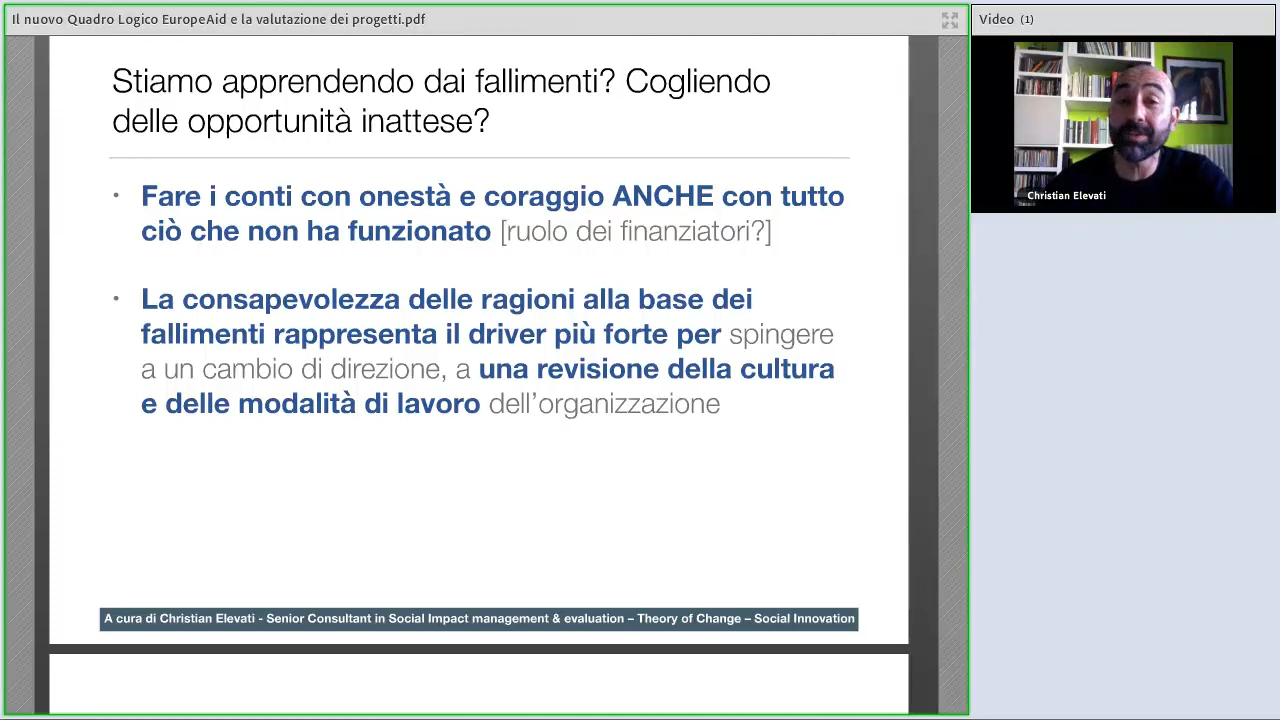 Il nuovo Quadro Logico EuropeAid e la valutazione dei progetti.pdf
Video (1)
Stiamo apprendendo dai fallimenti? Cogliendo
delle opportunità inattese?
• Fare i conti con onestà e coraggio ANCHE con tutto
ciò che non ha funzionato [ruolo dei finanziatori?]
• La consapevolezza delle ragioni alla base dei
fallimenti rappresenta il driver più forte per spingere
a un cambio di direzione, a una revisione della cultura
e delle modalità di lavoro dell’organizzazione
A cura di Christian Elevati - Senior Consultant in Social Impact management & evaluation – Theory of Change – Social Innovation
Christian Elevati